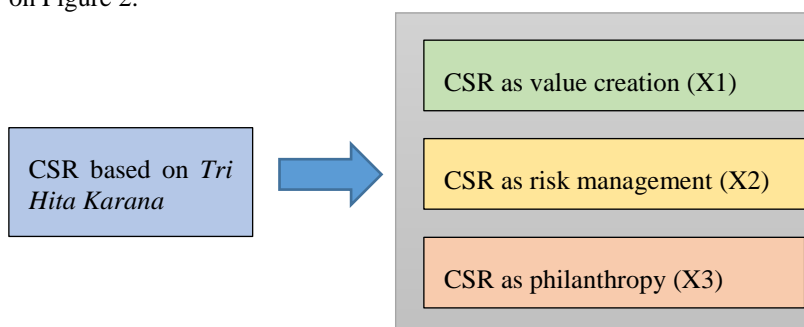 on Figure 2.
CSR as value creation (X1)
CSR based on Tri
Hita Karana
CSR as risk management (X2)
CSR as philanthropy (X3)